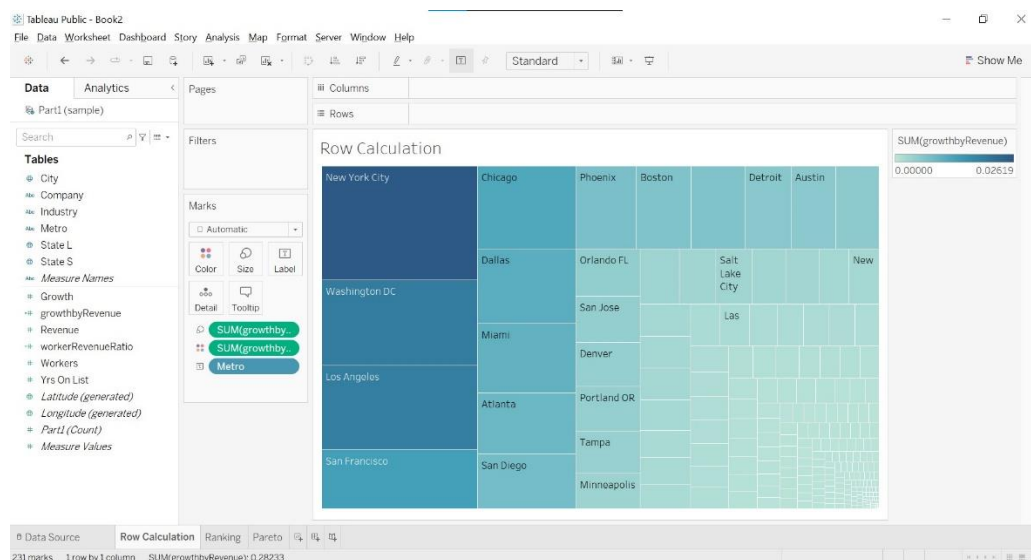 Tableau Public - Book2
File Data Worksheet Dashboard Story Analysis Map Format Server Window Help
Standard
Show Me
Data Analytics
Part1 (sample)
Search
Tables
City
Abc Company
Abc Industry
Abc Metro
State L
State S
Abc Measure Names
# Growth
=# growthbyRevenue
# Revenue
=# workerRevenueRatio
# Workers
# Yrs On List
Latitude (generated)
Longitude (generated)
# Part1 (Count)
# Measure Values
Pages
Filters
Marks
Automatic
Color Size Label
Detail Tooltip
SUM(growthby..
SUM(growthby..
Metro
Columns
Rows
Row Calculation
New York City
Washington DC
Los Angeles
San Francisco
Chicago
Dallas
Miami
Atlanta
San Diego
Phoenix
Orlando FL
San Jose
Denver
Portland OR
Tampa
Minneapolis
Boston
Detroit
Austin
Salt
Lake
City
New
Las
SUM(growthbyRevenue)
0.00000 0.02619
Data Source Row Calculation Ranking Pareto
231 marks 1 row by 1 column SUM(growthbyRevenue): 0.28233